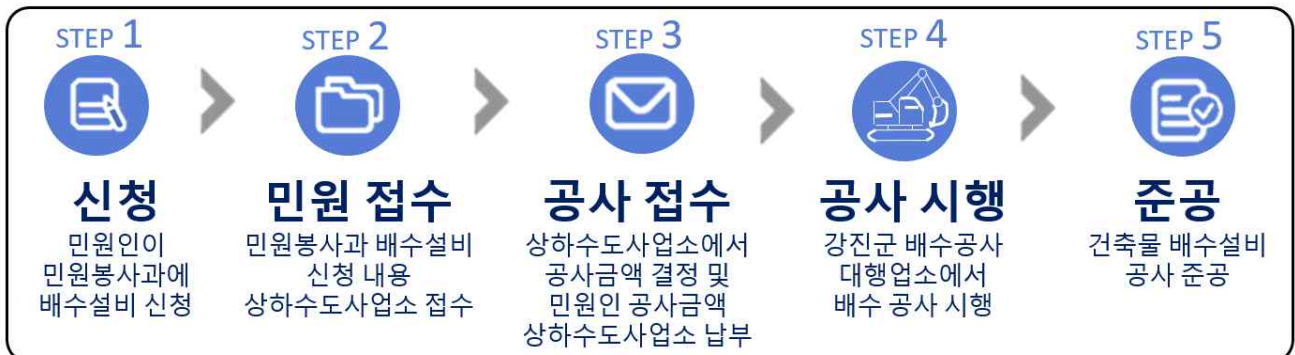 STEP 1
신청
민원인이
민원봉사과에
배수설비 신청
STEP 2
민원 접수
민원봉사과 배수설비
신청 내용
상하수도사업소 접수
STEP 3
공사 접수
상하수도사업소에서
공사금액 결정 및
민원인 공사금액
상하수도사업소 납부
STEP 4
공사 시행
강진군 배수공사
대행업소에서
배수 공사 시행
STEP 5
준공
건축물 배수설비
공사 준공